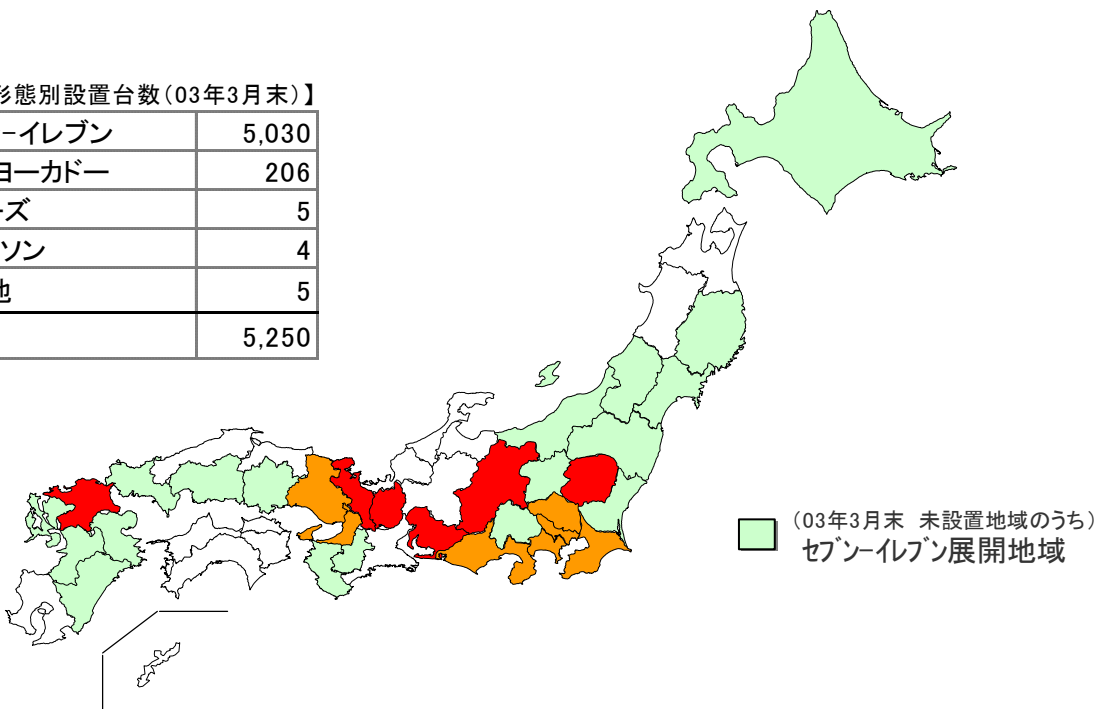 形態別設置台数(03年3月末)】
-イレブン 5,030
ヨーカドー 206
ーズ 5
ソン 4
他 5
5,250
(03年3月末 未設置地域のうち)
セブン-イレブン展開地域